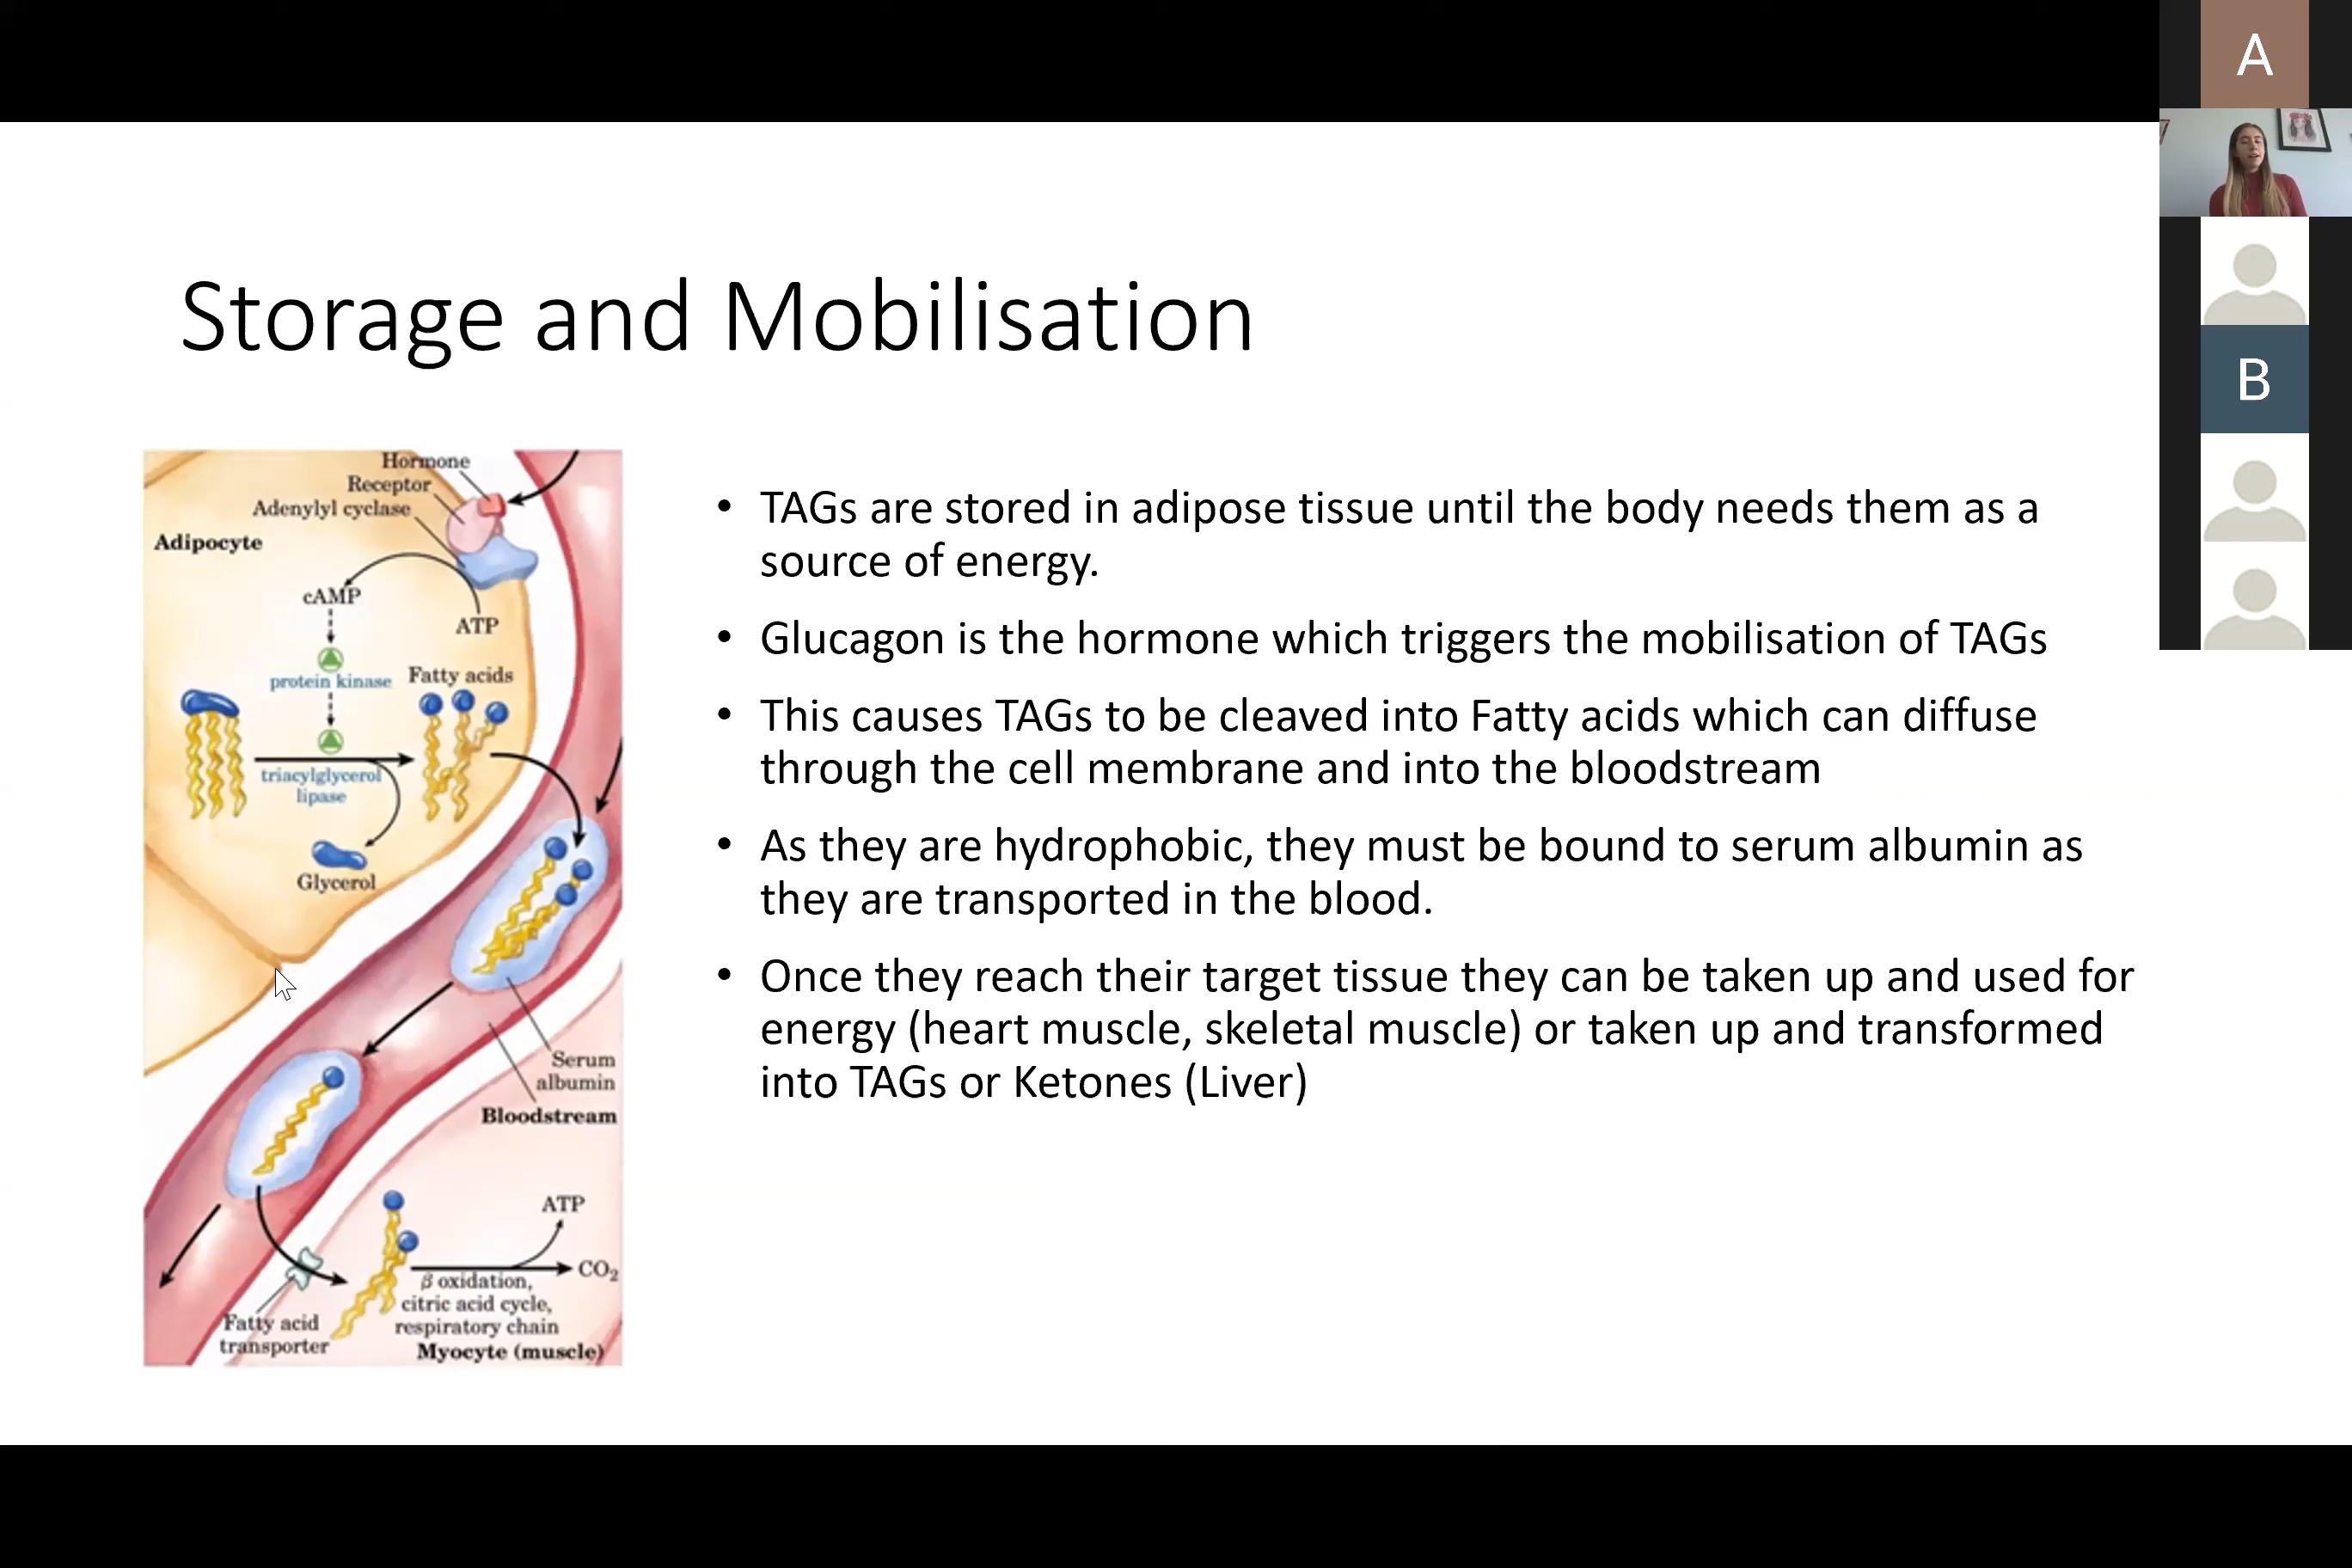 A
B
Storage and Mobilisation
Hormone
Receptor
Adenylyl cyclase
Adipocyte
cAMP
ATP
protein kinase
Fatty acids
triacylglycerol
lipase
Glycerol
Serum
albumin
Bloodstream
ATP
CO₂
β oxidation,
citric acid cycle,
respiratory chain
Fatty acid
transporter
Myocyte (muscle)
• TAGs are stored in adipose tissue until the body needs them as a
source of energy.
• Glucagon is the hormone which triggers the mobilisation of TAGs
• This causes TAGs to be cleaved into Fatty acids which can diffuse
through the cell membrane and into the bloodstream
• As they are hydrophobic, they must be bound to serum albumin as
they are transported in the blood.
• Once they reach their target tissue they can be taken up and used for
energy (heart muscle, skeletal muscle) or taken up and transformed
into TAGs or Ketones (Liver)